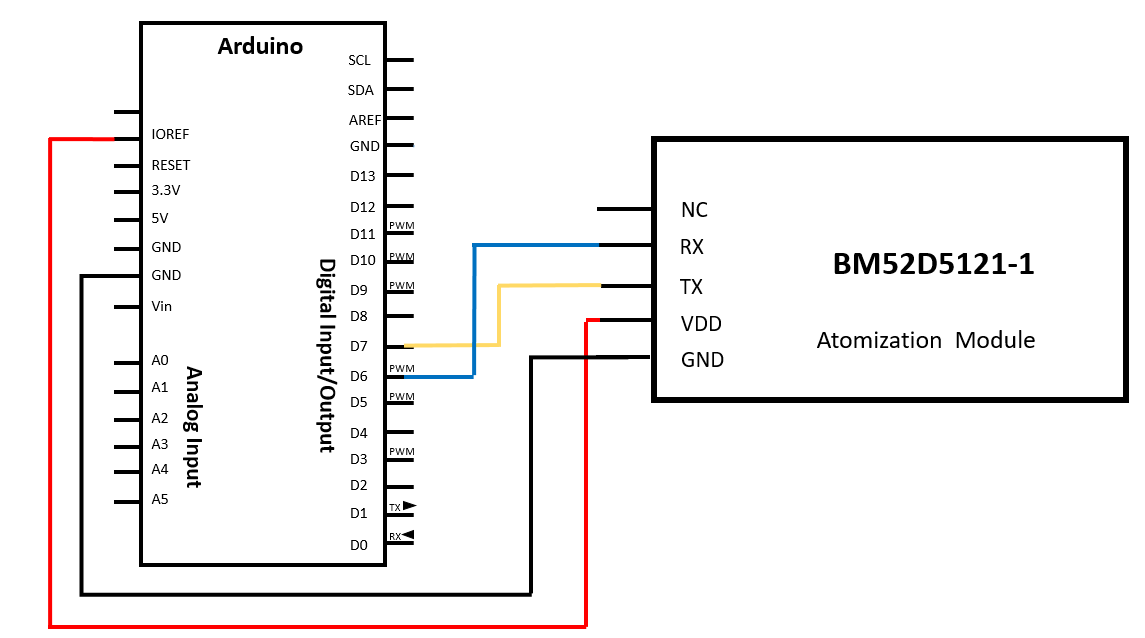 Arduino
IOREF
RESET
3.3V
5V
GND
GND
Vin
A0
A1
A2
A3
A4
A5
Analog Input
Digital Input/Output
SCL
SDA
AREF
GND
D13
D12
D11 PWM
D10 PWM
D9 PWM
D8
D7
D6 PWM
D5 PWM
D4
D3 PWM
D2
D1 TX ►
D0 RX ◄
NC
RX
TX
VDD
GND
BM52D5121-1
Atomization Module